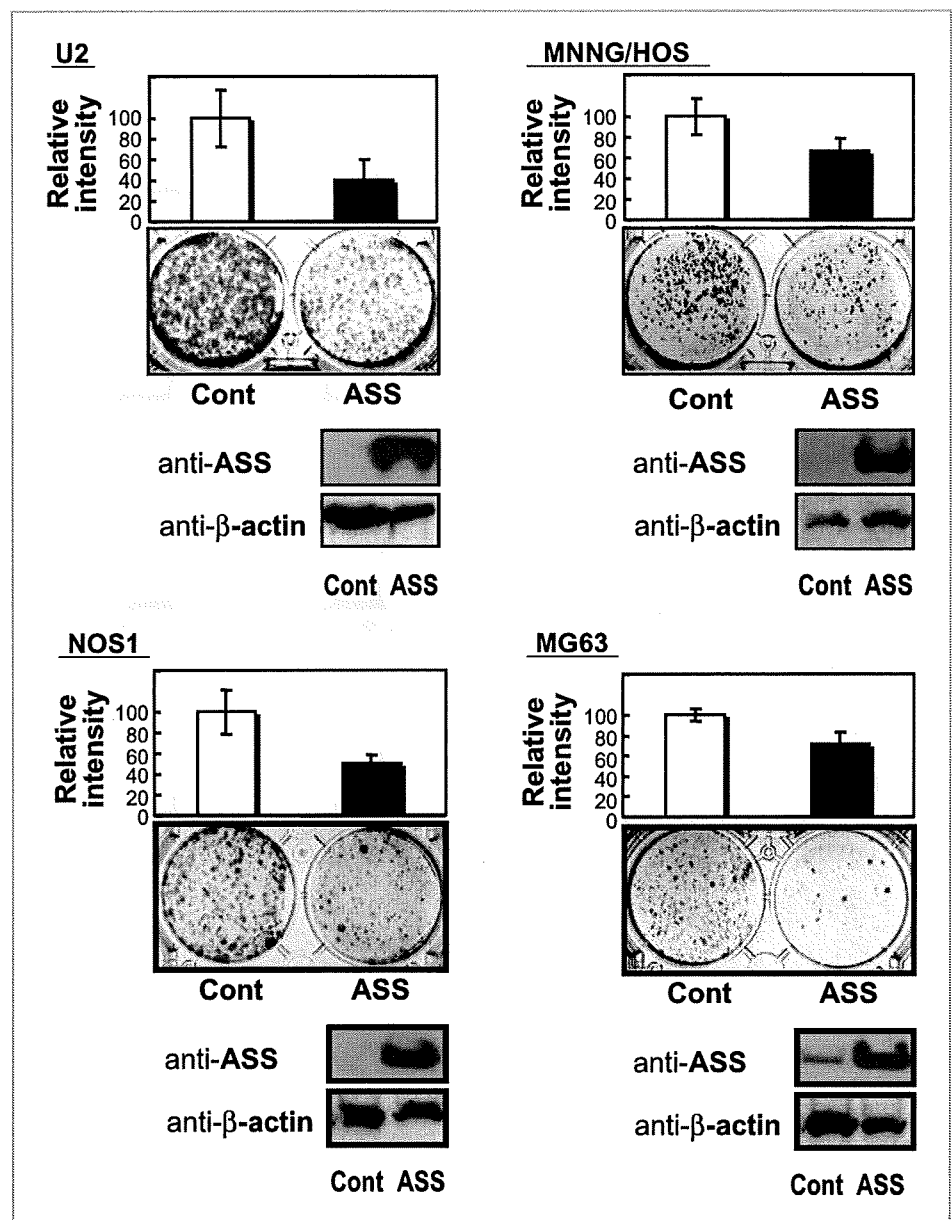 U2
Relative intensity
100
80
60
40
20
0
Cont ASS
anti-ASS
anti-β-actin
Cont ASS
MNNG/HOS
Relative intensity
100
80
60
40
20
0
Cont ASS
anti-ASS
anti-β-actin
Cont ASS
NOS1
Relative intensity
100
80
60
40
20
0
Cont ASS
anti-ASS
anti-β-actin
Cont ASS
MG63
Relative intensity
100
80
60
40
20
0
Cont ASS
anti-ASS
anti-β-actin
Cont ASS